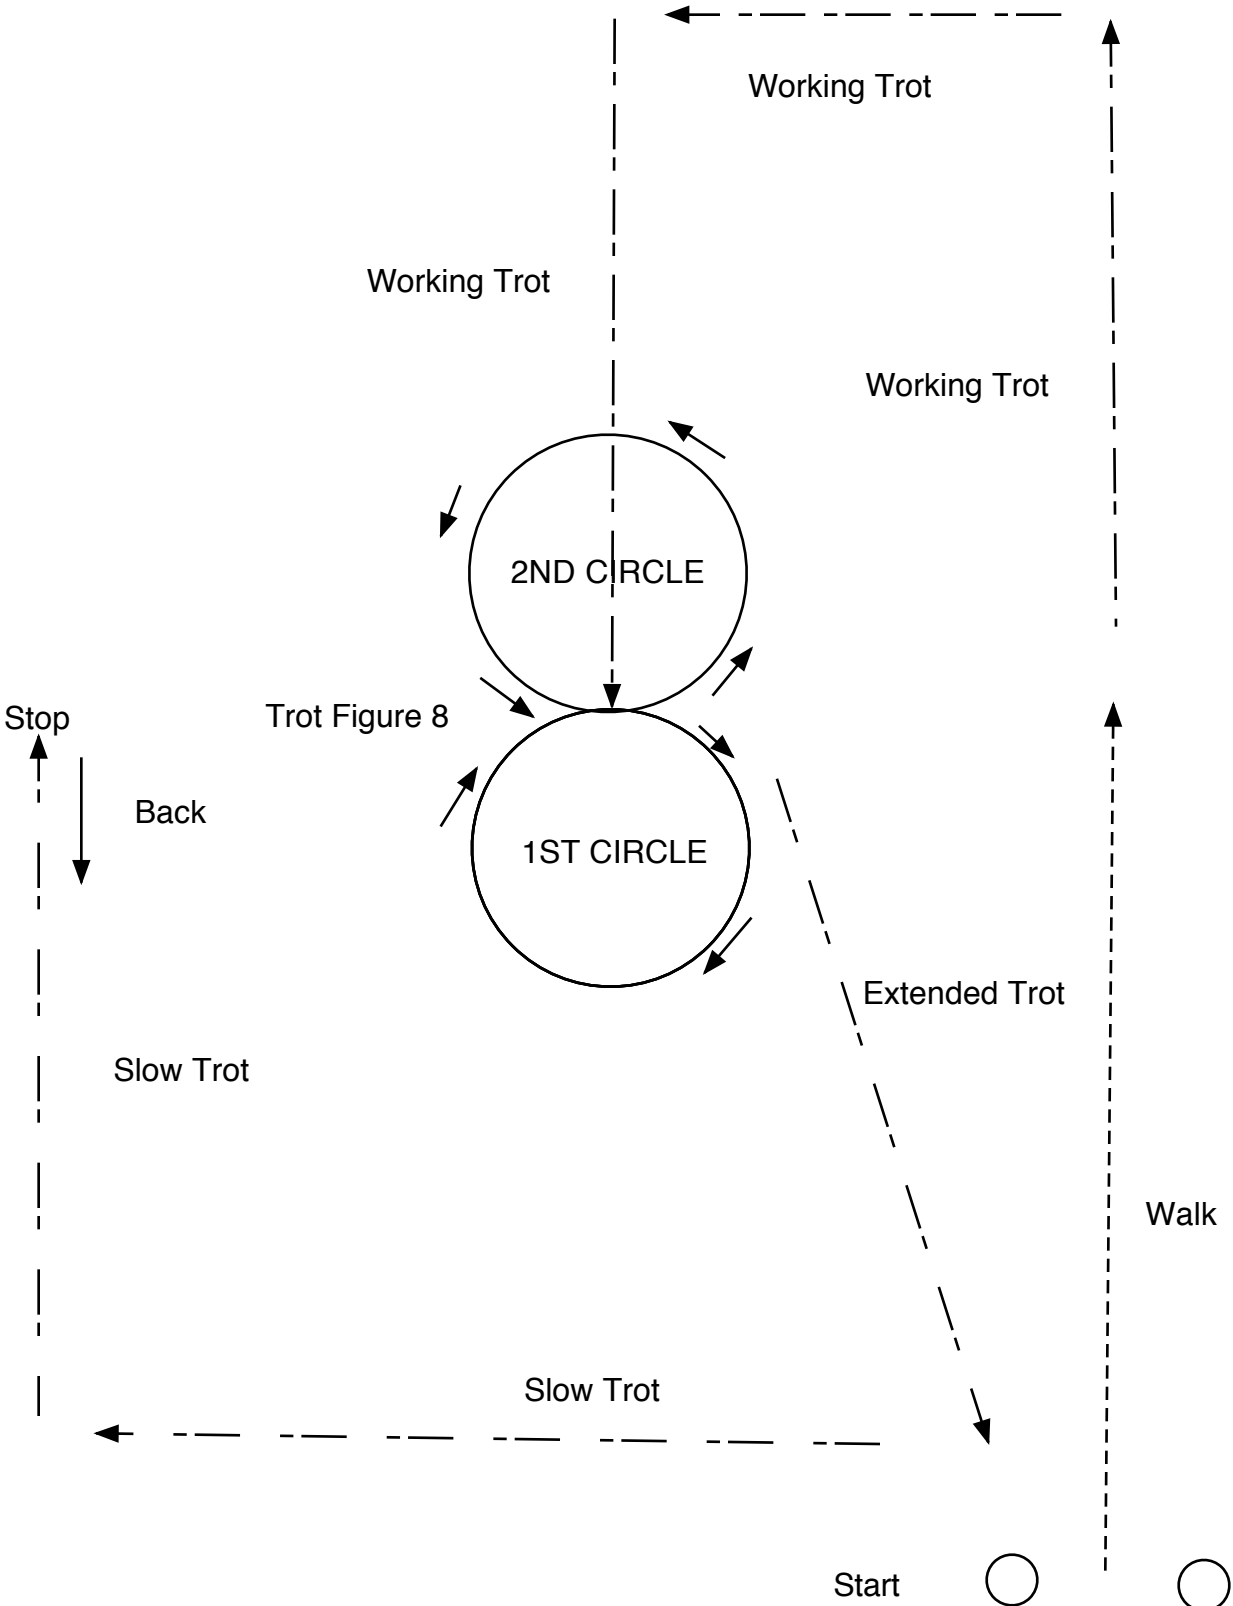 Working Trot
Working Trot
Working Trot
2ND CIRCLE
Trot Figure 8
Stop
Back
1ST CIRCLE
Extended Trot
Slow Trot
Walk
Slow Trot
Start